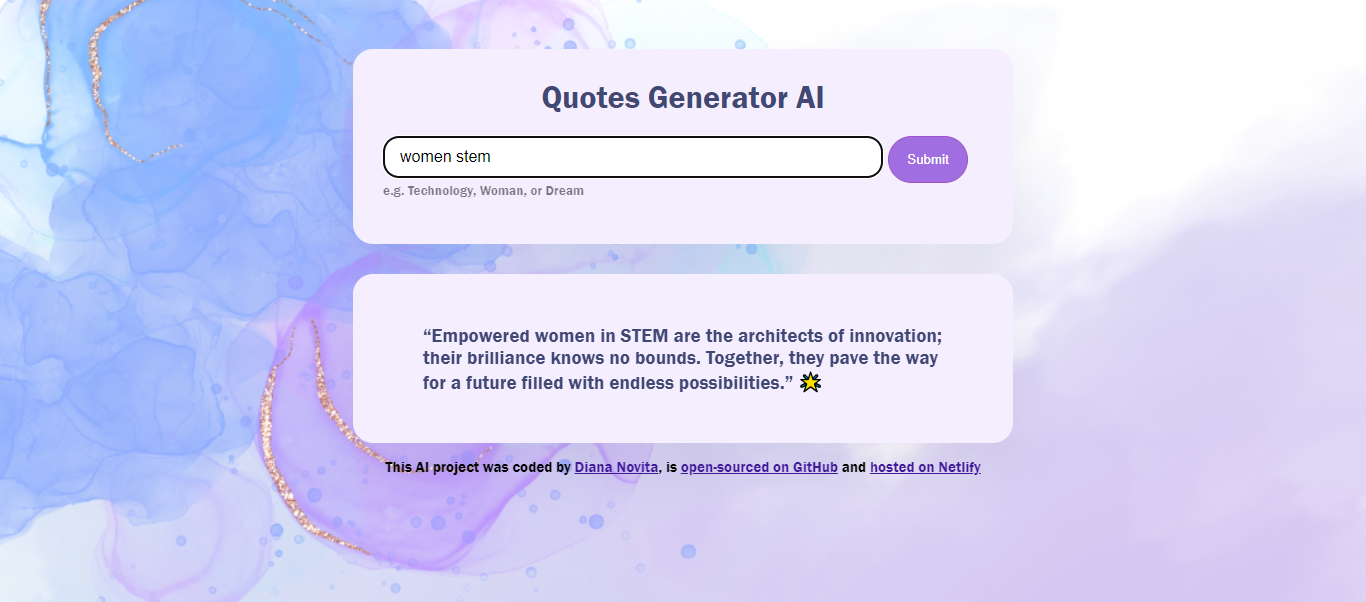 Quotes Generator AI
women stem
Submit
e.g. Technology, Woman, or Dream
“Empowered women in STEM are the architects of innovation;
their brilliance knows no bounds. Together, they pave the way
for a future filled with endless possibilities.” 🌟
This AI project was coded by Diana Novita, is open-sourced on GitHub and hosted on Netlify